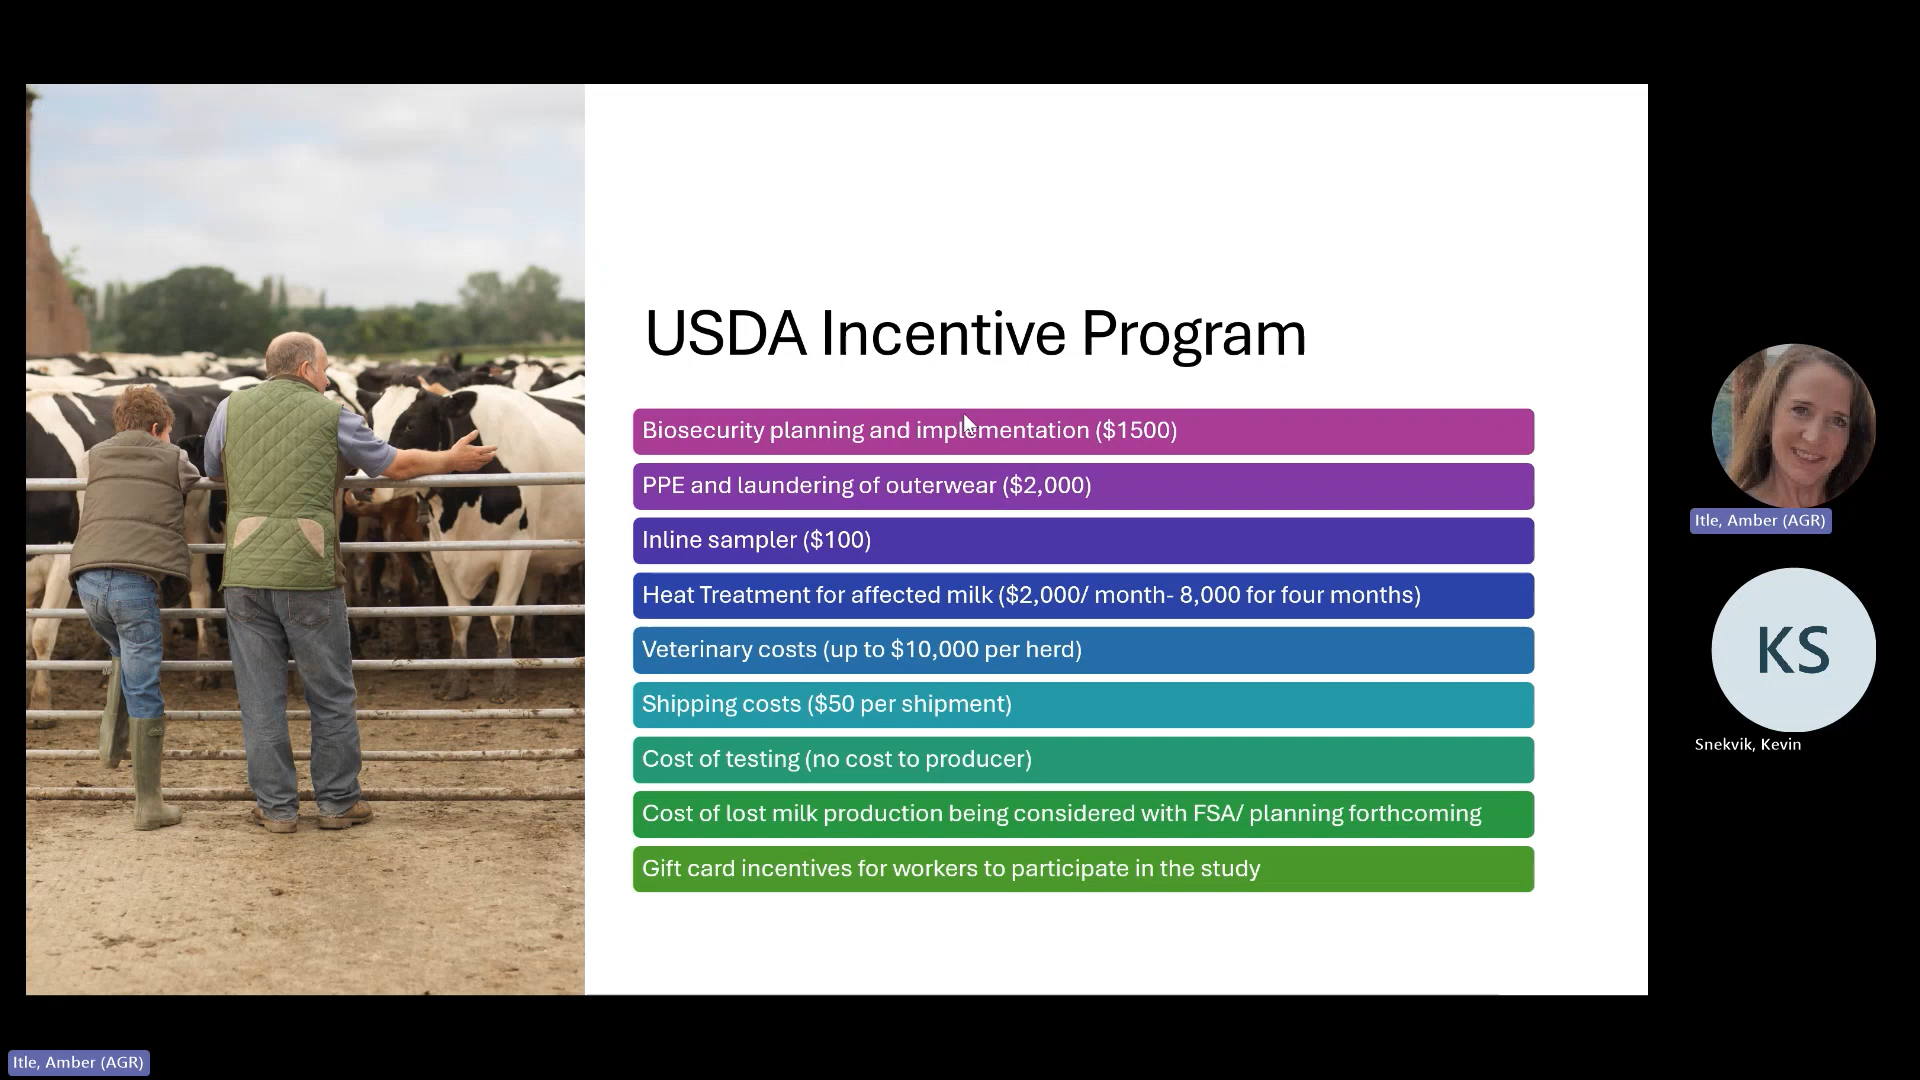 USDA Incentive Program
Biosecurity planning and implementation ($1500)
PPE and laundering of outerwear ($2,000)
Inline sampler ($100)
Heat Treatment for affected milk ($2,000/ month- 8,000 for four months)
Veterinary costs (up to $10,000 per herd)
Shipping costs ($50 per shipment)
Cost of testing (no cost to producer)
Cost of lost milk production being considered with FSA/ planning forthcoming
Gift card incentives for workers to participate in the study
Itle, Amber (AGR)
KS
Snekvik, Kevin
Itle, Amber (AGR)